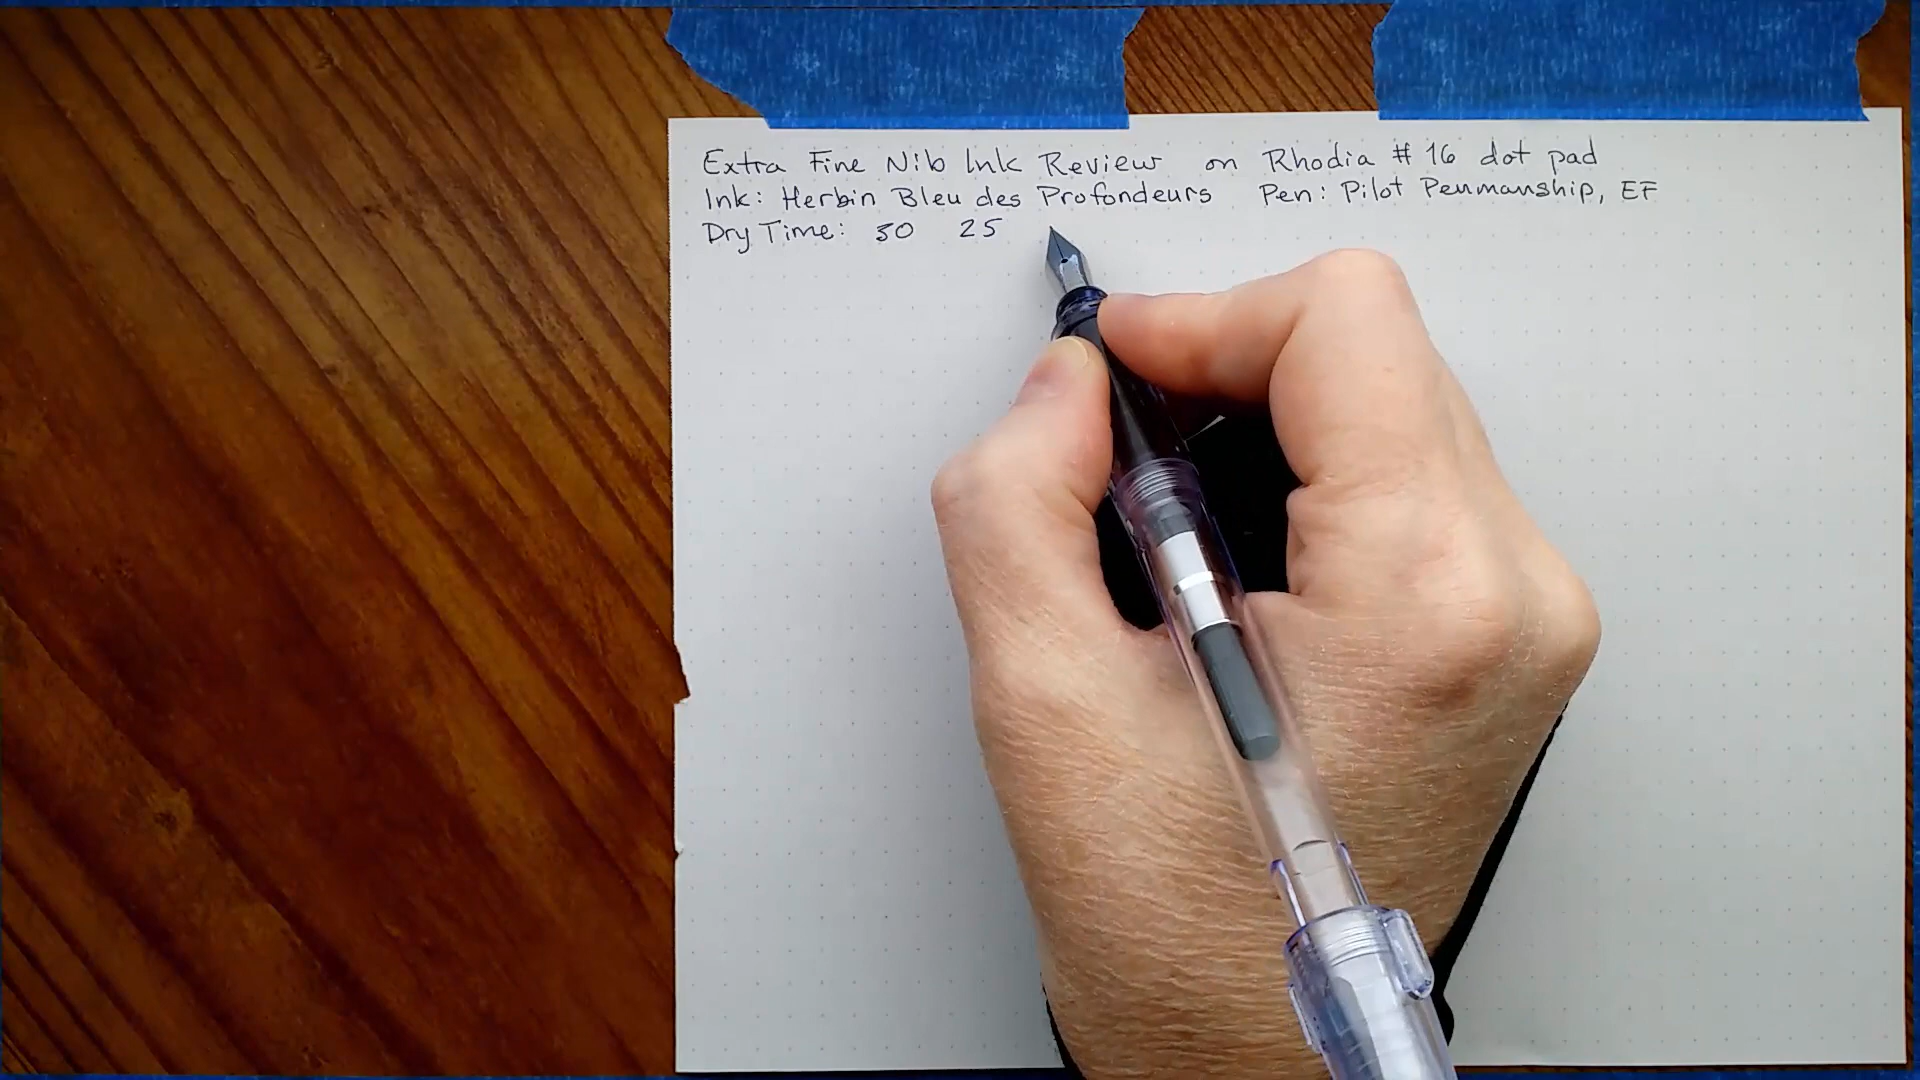 Extra Fine Nib Ink Review on Rhodia # 16 dot pad
Ink: Herbin Bleu des Profondeurs Pen: Pilot Penmanship, EF
Dry Time: 30 25